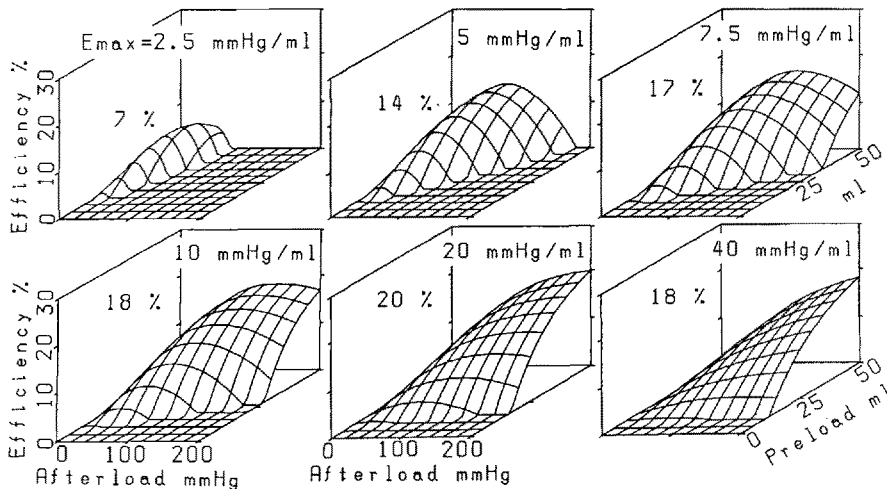 Emax=2.5 mmHg/ml
5 mmHg/ml
7.5 mmHg/ml
Efficiency %
30
20
10
0
7 %
14 %
17 %
50
25
ml
10 mmHg/ml
20 mmHg/ml
40 mmHg/ml
Efficiency %
30
20
10
0
18 %
20 %
18 %
50
25
0
Preload ml
0 100 200
Afterload mmHg
0 100 200
Afterload mmHg